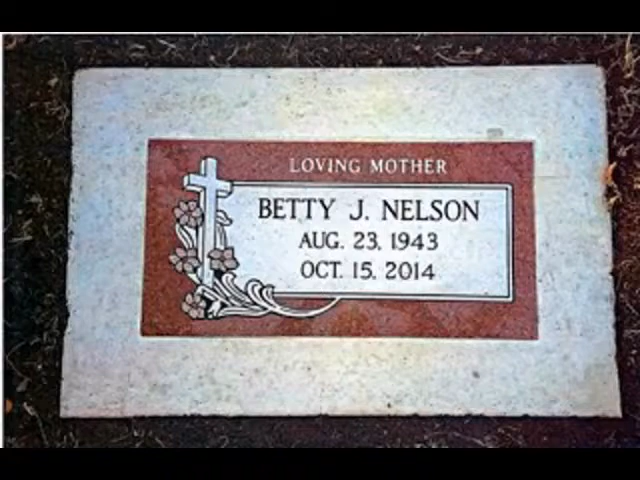 LOVING MOTHER
BETTY J. NELSON
AUG. 23, 1943
OCT. 15, 2014